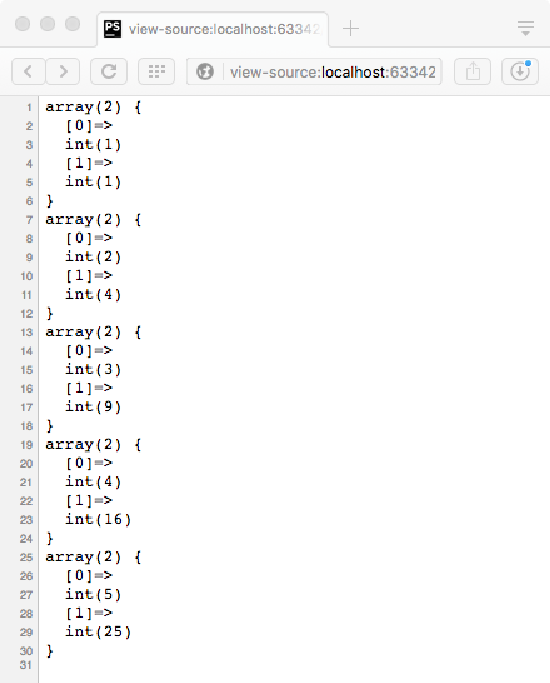 PS view-source:localhost:63342
view-source:localhost:63342
1 array(2) {
2   [0]=>
3   int(1)
4   [1]=>
5   int(1)
6 }
7 array(2) {
8   [0]=>
9   int(2)
10   [1]=>
11   int(4)
12 }
13 array(2) {
14   [0]=>
15   int(3)
16   [1]=>
17   int(9)
18 }
19 array(2) {
20   [0]=>
21   int(4)
22   [1]=>
23   int(16)
24 }
25 array(2) {
26   [0]=>
27   int(5)
28   [1]=>
29   int(25)
30 }
31